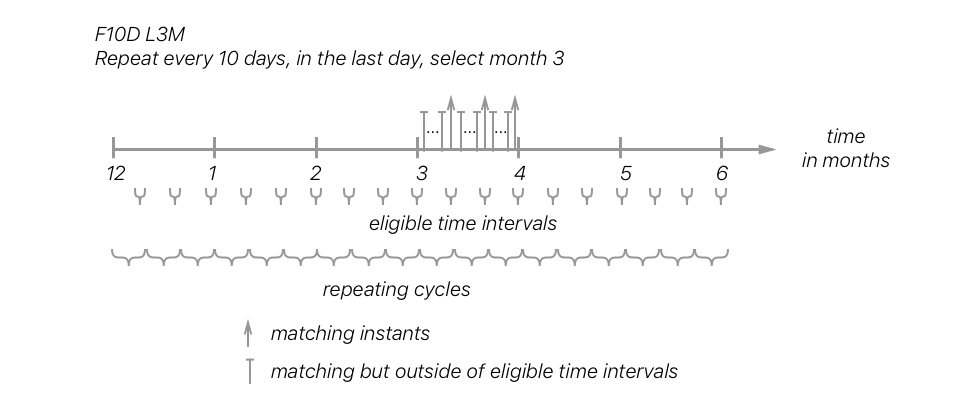 F10D L3M
Repeat every 10 days, in the last day, select month 3
... ... ...
time
in months
12 1 2 3 4 5 6
eligible time intervals
repeating cycles
matching instants
matching but outside of eligible time intervals